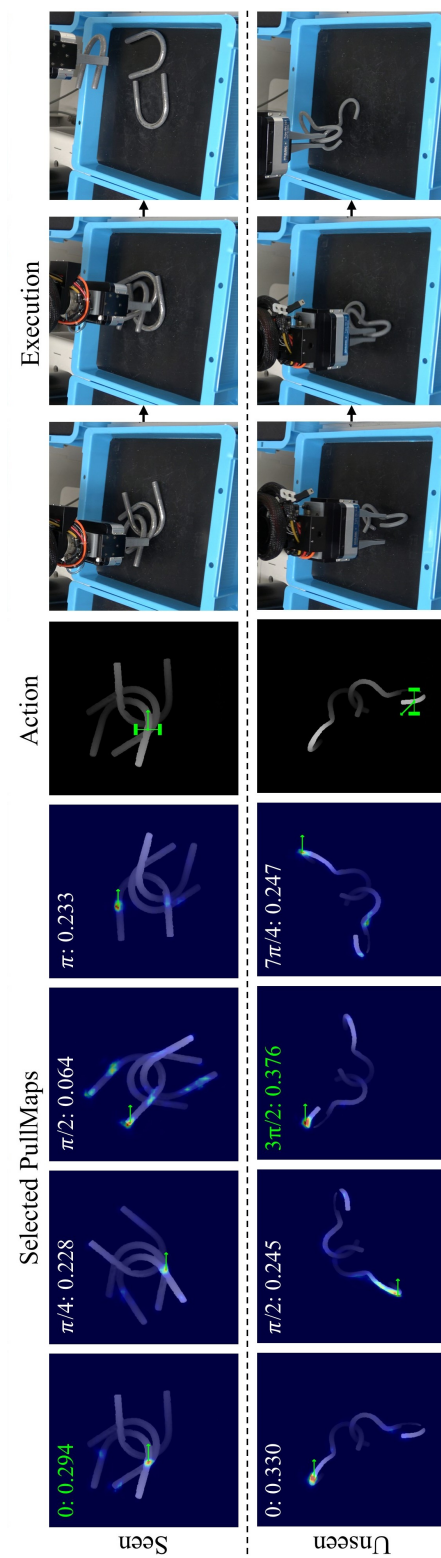 Selected PullMaps
Action
Execution
Seen
0: 0.294
π/4: 0.228
π/2: 0.064
π: 0.233
Unseen
0: 0.330
π/2: 0.245
3π/2: 0.376
7π/4: 0.247